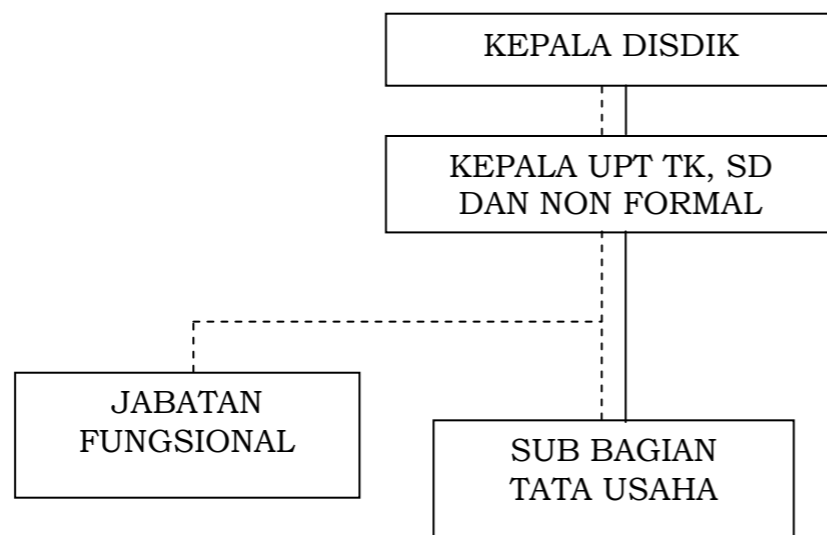 KEPALA DISDIK
KEPALA UPT TK, SD
DAN NON FORMAL
JABATAN
FUNGSIONAL
SUB BAGIAN
TATA USAHA